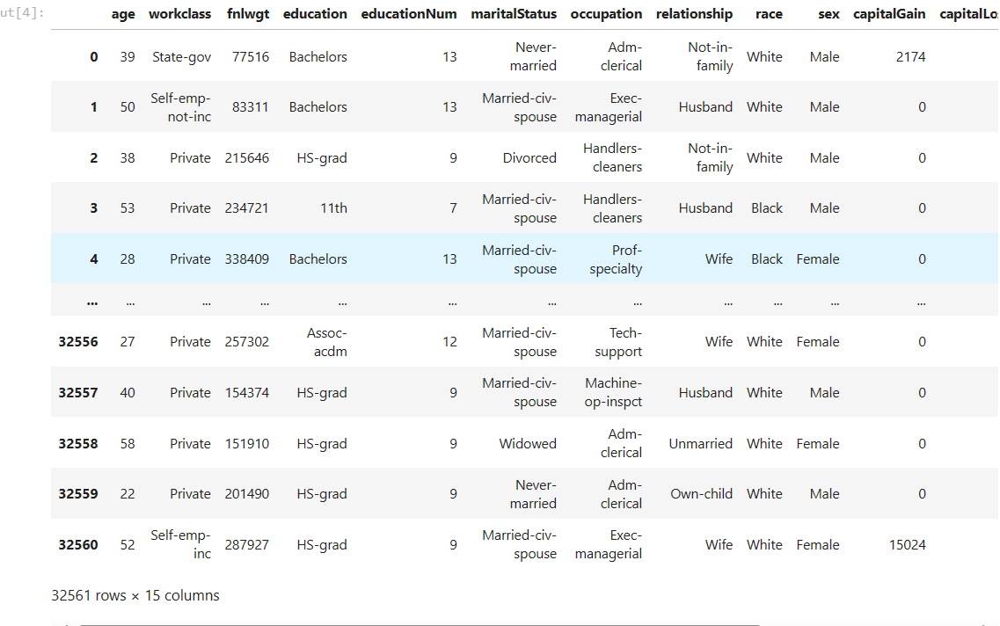 ut[4]:
age workclass fnlwgt education educationNum maritalStatus occupation relationship race sex capitalGain capitalLo
0 39 State-gov 77516 Bachelors 13 Never-married Adm-clerical Not-in-family White Male 2174
1 50 Self-emp-not-inc 83311 Bachelors 13 Married-civ-spouse Exec-managerial Husband White Male 0
2 38 Private 215646 HS-grad 9 Divorced Handlers-cleaners Not-in-family White Male 0
3 53 Private 234721 11th 7 Married-civ-spouse Handlers-cleaners Husband Black Male 0
4 28 Private 338409 Bachelors 13 Married-civ-spouse Prof-specialty Wife Black Female 0
... ... ... ... ... ... ... ... ... ... ... ...
32556 27 Private 257302 Assoc-acdm 12 Married-civ-spouse Tech-support Wife White Female 0
32557 40 Private 154374 HS-grad 9 Married-civ-spouse Machine-op-inspct Husband White Male 0
32558 58 Private 151910 HS-grad 9 Widowed Adm-clerical Unmarried White Female 0
32559 22 Private 201490 HS-grad 9 Never-married Adm-clerical Own-child White Male 0
32560 52 Self-emp-inc 287927 HS-grad 9 Married-civ-spouse Exec-managerial Wife White Female 15024
32561 rows × 15 columns